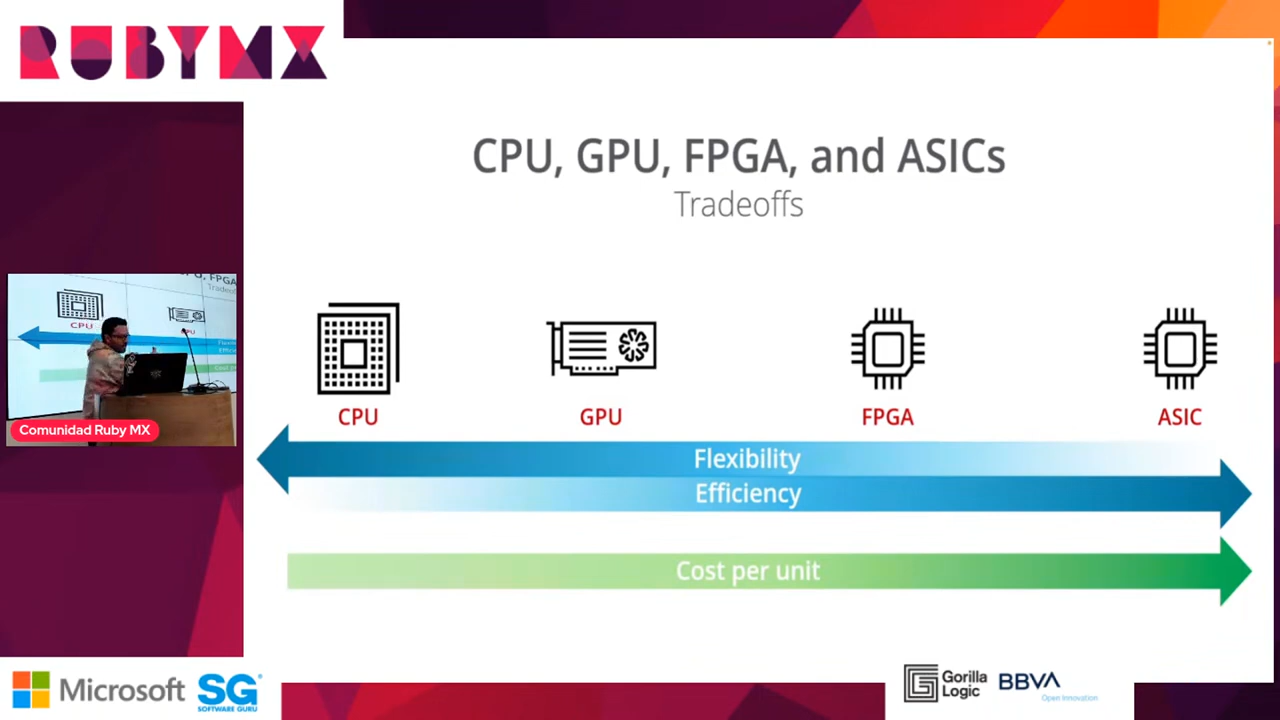 RUBYMX
CPU, GPU, FPGA, and ASICs
Tradeoffs
CPU
GPU
FPGA
ASIC
Flexibility
Efficiency
Cost per unit
CPU
Comunidad Ruby MX
Microsoft
SG
SOFTWARE GURU
Gorilla
Logic
BBVA
Open Innovation